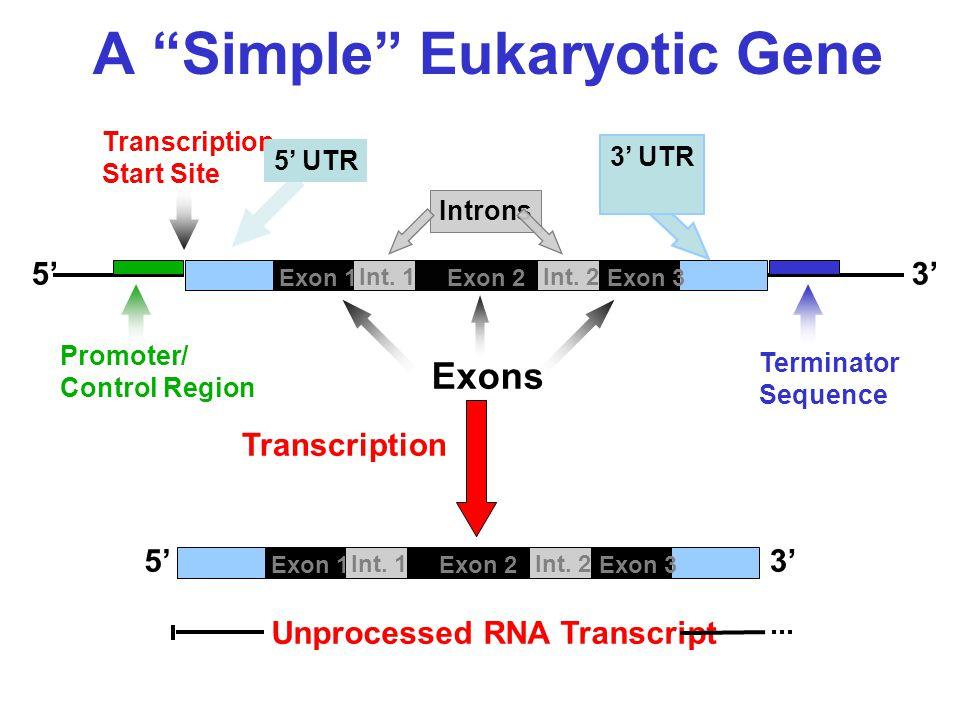 A “Simple” Eukaryotic Gene
Transcription
Start Site
5’ UTR
3’ UTR
Introns
5’
Exon 1
Int. 1
Exon 2
Int. 2
Exon 3
3’
Promoter/
Control Region
Exons
Terminator
Sequence
Transcription
5’
Exon 1
Int. 1
Exon 2
Int. 2
Exon 3
3’
Unprocessed RNA Transcript
...